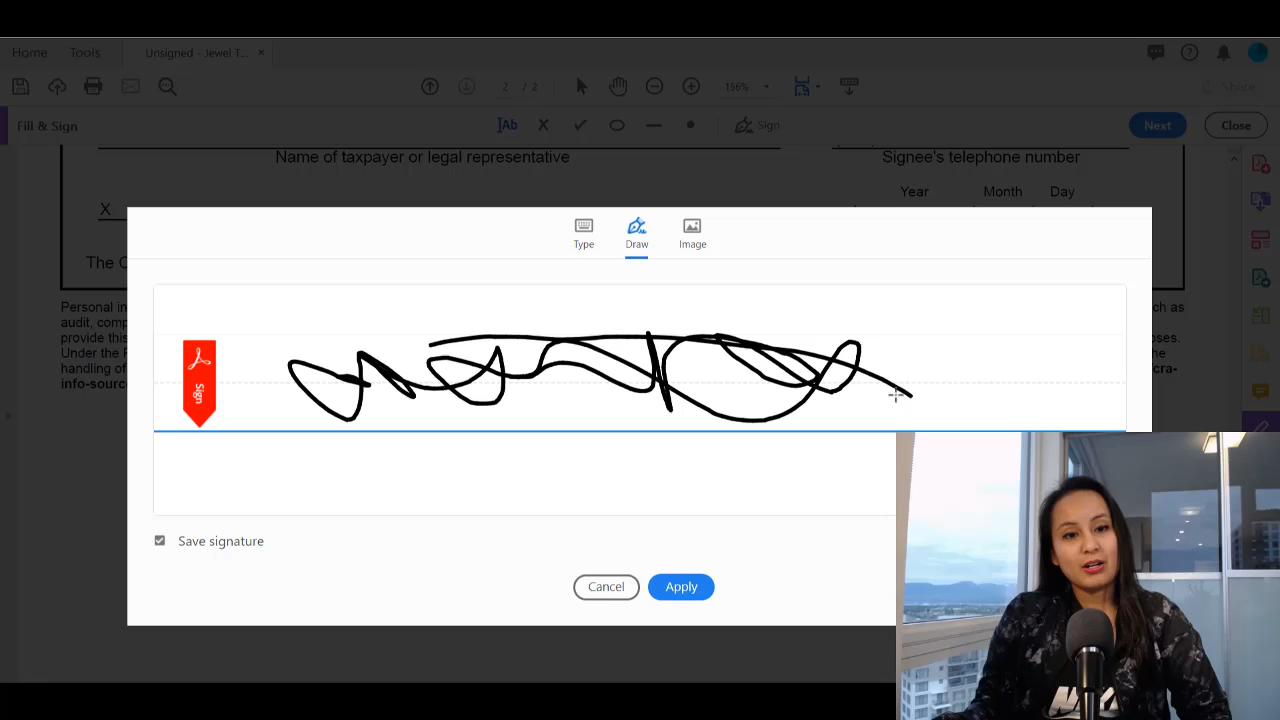 Home Tools Unsigned - Jewel T... ×
2 / 2 156% Share
Fill & Sign Ab Sign Next Close
Name of taxpayer or legal representative Signee's telephone number
Year Month Day
X
Type Draw Image
The C
Personal in ch as
audit, comp
provide this oses.
Under the P he
handling of cra-
info-source
Sign
Save signature
Cancel Apply